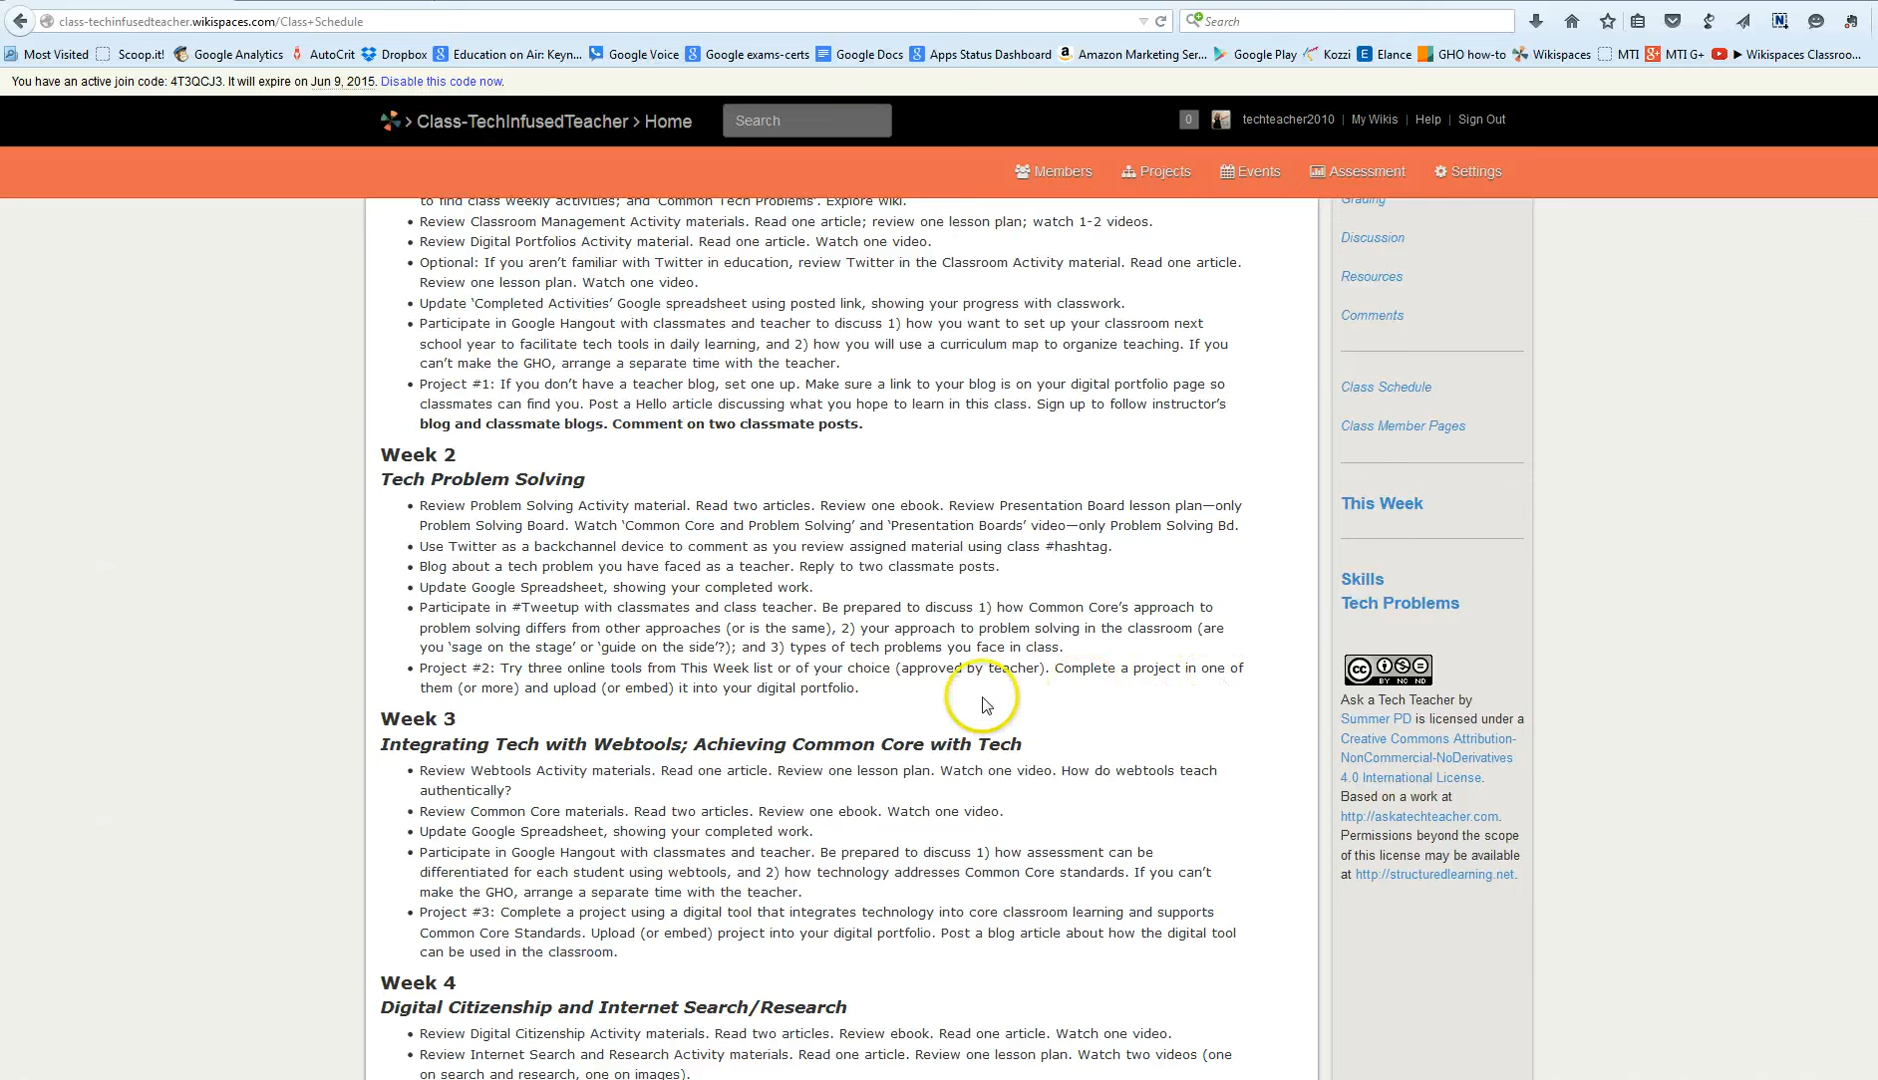 class-techinfusedteacher.wikispaces.com/Class+Schedule
Search
Most Visited Scoop.it! Google Analytics AutoCrit Dropbox Education on Air: Keyn... Google Voice Google exams-certs Google Docs Apps Status Dashboard Amazon Marketing Ser... Google Play Kozzi Elance GHO how-to Wikispaces MTI MTI G+ ▶ Wikispaces Classroo...
You have an active join code: 4T3QCJ3. It will expire on Jun 9, 2015. Disable this code now.
› Class-TechInfusedTeacher › Home Search 0 techteacher2010 | My Wikis | Help | Sign Out
Members Projects Events Assessment Settings
to find class weekly activities; and 'Common Tech Problems'. Explore wiki.
• Review Classroom Management Activity materials. Read one article; review one lesson plan; watch 1-2 videos.
• Review Digital Portfolios Activity material. Read one article. Watch one video.
• Optional: If you aren't familiar with Twitter in education, review Twitter in the Classroom Activity material. Read one article.
Review one lesson plan. Watch one video.
• Update 'Completed Activities' Google spreadsheet using posted link, showing your progress with classwork.
• Participate in Google Hangout with classmates and teacher to discuss 1) how you want to set up your classroom next
school year to facilitate tech tools in daily learning, and 2) how you will use a curriculum map to organize teaching. If you
can't make the GHO, arrange a separate time with the teacher.
• Project #1: If you don't have a teacher blog, set one up. Make sure a link to your blog is on your digital portfolio page so
classmates can find you. Post a Hello article discussing what you hope to learn in this class. Sign up to follow instructor's
blog and classmate blogs. Comment on two classmate posts.
Week 2
Tech Problem Solving
• Review Problem Solving Activity material. Read two articles. Review one ebook. Review Presentation Board lesson plan—only
Problem Solving Board. Watch 'Common Core and Problem Solving' and 'Presentation Boards' video—only Problem Solving Bd.
• Use Twitter as a backchannel device to comment as you review assigned material using class #hashtag.
• Blog about a tech problem you have faced as a teacher. Reply to two classmate posts.
• Update Google Spreadsheet, showing your completed work.
• Participate in #Tweetup with classmates and class teacher. Be prepared to discuss 1) how Common Core's approach to
problem solving differs from other approaches (or is the same), 2) your approach to problem solving in the classroom (are
you 'sage on the stage' or 'guide on the side'?); and 3) types of tech problems you face in class.
• Project #2: Try three online tools from This Week list or of your choice (approved by teacher). Complete a project in one of
them (or more) and upload (or embed) it into your digital portfolio.
Week 3
Integrating Tech with Webtools; Achieving Common Core with Tech
• Review Webtools Activity materials. Read one article. Review one lesson plan. Watch one video. How do webtools teach
authentically?
• Review Common Core materials. Read two articles. Review one ebook. Watch one video.
• Update Google Spreadsheet, showing your completed work.
• Participate in Google Hangout with classmates and teacher. Be prepared to discuss 1) how assessment can be
differentiated for each student using webtools, and 2) how technology addresses Common Core standards. If you can't
make the GHO, arrange a separate time with the teacher.
• Project #3: Complete a project using a digital tool that integrates technology into core classroom learning and supports
Common Core Standards. Upload (or embed) project into your digital portfolio. Post a blog article about how the digital tool
can be used in the classroom.
Week 4
Digital Citizenship and Internet Search/Research
• Review Digital Citizenship Activity materials. Read two articles. Review ebook. Read one article. Watch one video.
• Review Internet Search and Research Activity materials. Read one article. Review one lesson plan. Watch two videos (one
on search and research, one on images).
Grading
Discussion
Resources
Comments
Class Schedule
Class Member Pages
This Week
Skills
Tech Problems
CC BY NC ND
Ask a Tech Teacher by
Summer PD is licensed under a
Creative Commons Attribution-
NonCommercial-NoDerivatives
4.0 International License.
Based on a work at
http://askatechteacher.com.
Permissions beyond the scope
of this license may be available
at http://structuredlearning.net.